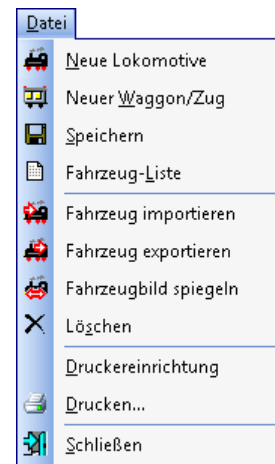 Datei
Neue Lokomotive
Neuer Waggon/Zug
Speichern
Fahrzeug-Liste
Fahrzeug importieren
Fahrzeug exportieren
Fahrzeugbild spiegeln
Löschen
Druckereinrichtung
Drucken...
Schließen